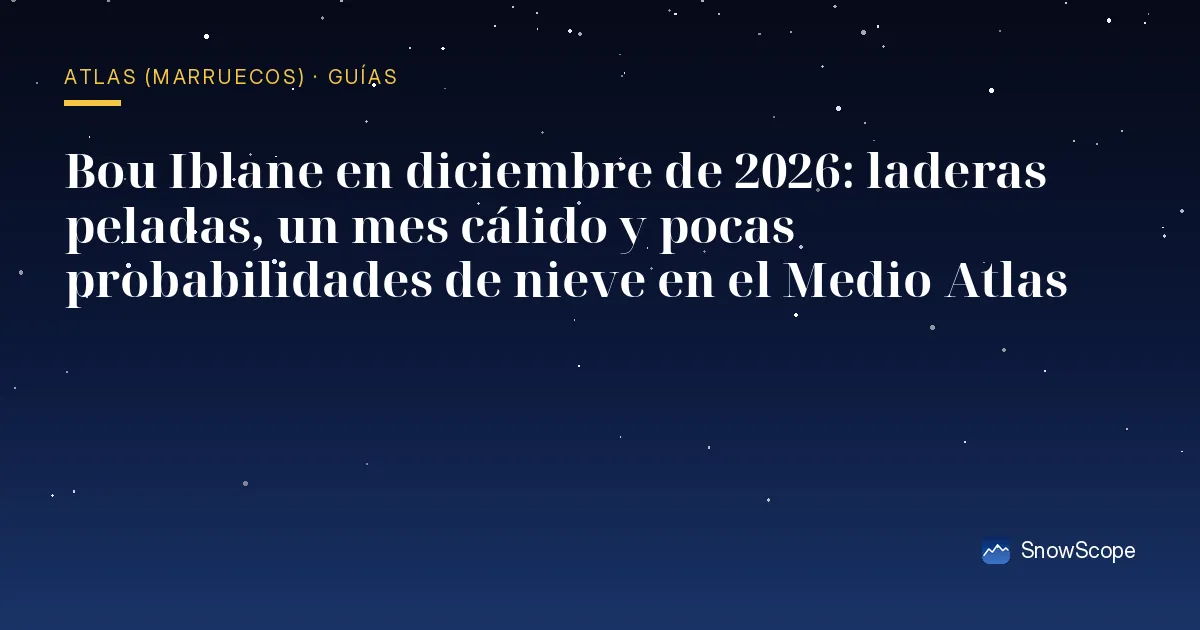 ATLAS (MARRUECOS) · GUÍAS
Bou Iblane en diciembre de 2026: laderas
peladas, un mes cálido y pocas
probabilidades de nieve en el Medio Atlas
SnowScope